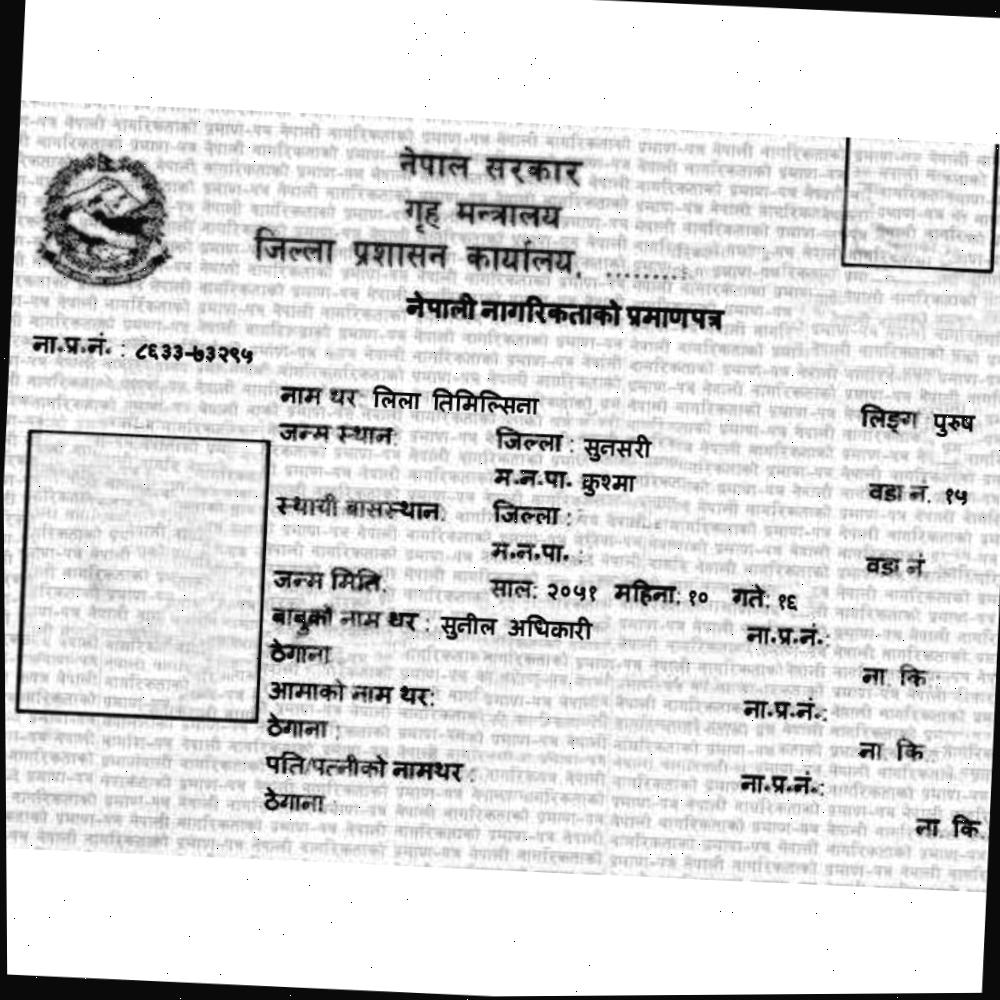 नेपाल सरकार
गृह मन्त्रालय
जिल्ला प्रशासन कार्यालय, .........
नेपाली नागरिकताको प्रमाणपत्र
ना.प्र.नं. : ८६३३-७३२९५
नाम थर: लिला तिमिल्सिना लिङ्ग पुरुष
जन्म स्थान: जिल्ला : सुनसरी
म.न.पा. कुश्मा वडा नं. १५
स्थायी बासस्थान: जिल्ला :
म.न.पा. : वडा नं.
जन्म मिति: साल: २०५१ महिना: १० गते: १६
बाबुको नाम थर : सुनील अधिकारी ना.प्र.नं.:
ठेगाना ना. कि :
आमाको नाम थर: ना.प्र.नं.:
ठेगाना : ना. कि :
पति/पत्नीको नामथर : ना.प्र.नं.:
ठेगाना ना. कि